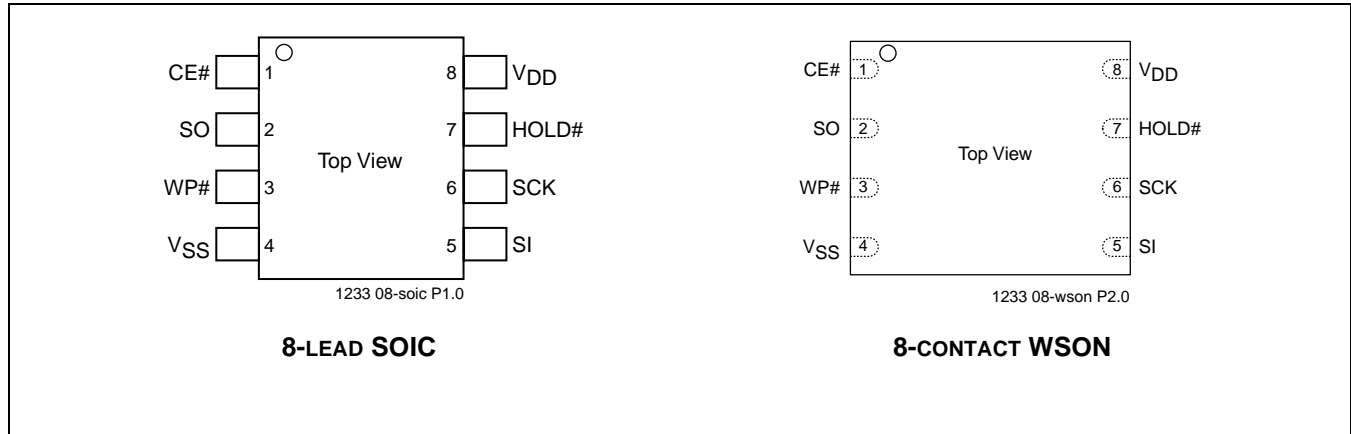 CE# 1 8 VDD
SO 2 7 HOLD#
Top View
WP# 3 6 SCK
VSS 4 5 SI
1233 08-soic P1.0
8-LEAD SOIC
CE# 1 8 VDD
SO 2 7 HOLD#
Top View
WP# 3 6 SCK
VSS 4 5 SI
1233 08-wson P2.0
8-CONTACT WSON